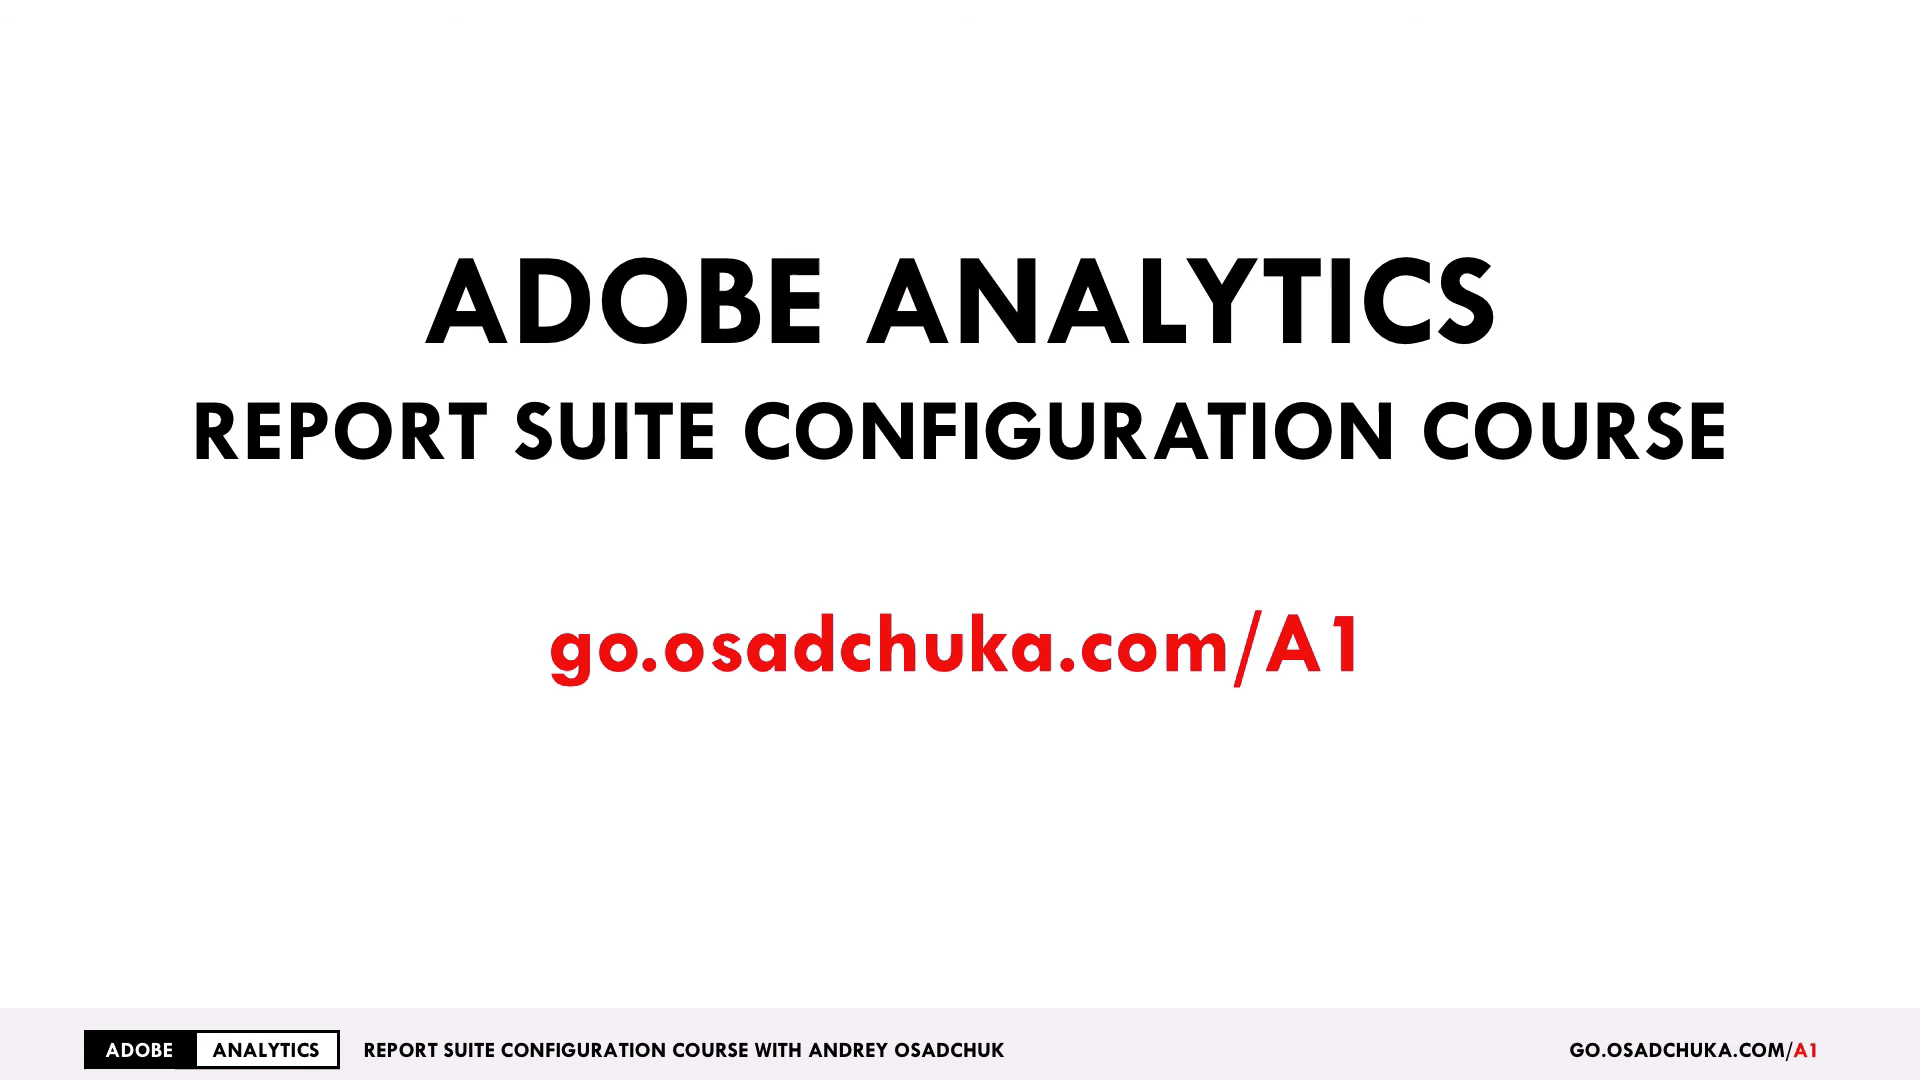 ADOBE ANALYTICS
REPORT SUITE CONFIGURATION COURSE
go.osadchuka.com/A1
ADOBE ANALYTICS REPORT SUITE CONFIGURATION COURSE WITH ANDREY OSADCHUK GO.OSADCHUKA.COM/A1